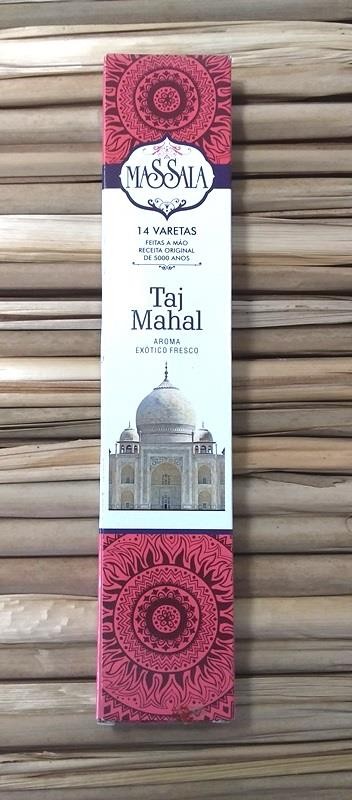 MASSALA
14 VARETAS
FEITAS A MÃO
RECEITA ORIGINAL
DE 5000 ANOS
Taj
Mahal
AROMA
EXÓTICO FRESCO